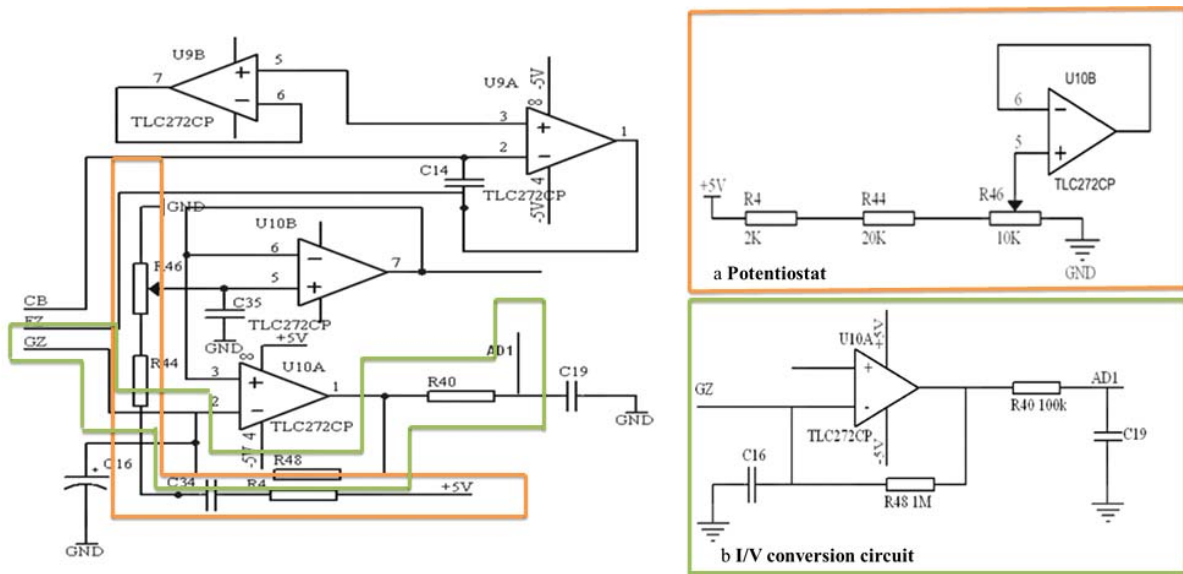 U9B
7
5
6
TLC272CP
U9A
-5V
8
3
2
1
4
-5V
TLC272CP
C14
GND
U10B
6
5
7
R46
C35
TLC272CP
GND
+5V
CB
FZ
GZ
R44
8
U10A
3
2
1
AD1
R40
C19
GND
TLC272CP
4
-5V
R48
C16
C34
R4
+5V
GND
U10B
6
5
TLC272CP
+5V
R4
R44
R46
2K
20K
10K
GND
a Potentiostat
+5V
U10A
GZ
AD1
R40 100k
TLC272CP
-5V
C16
C19
R48 1M
b I/V conversion circuit